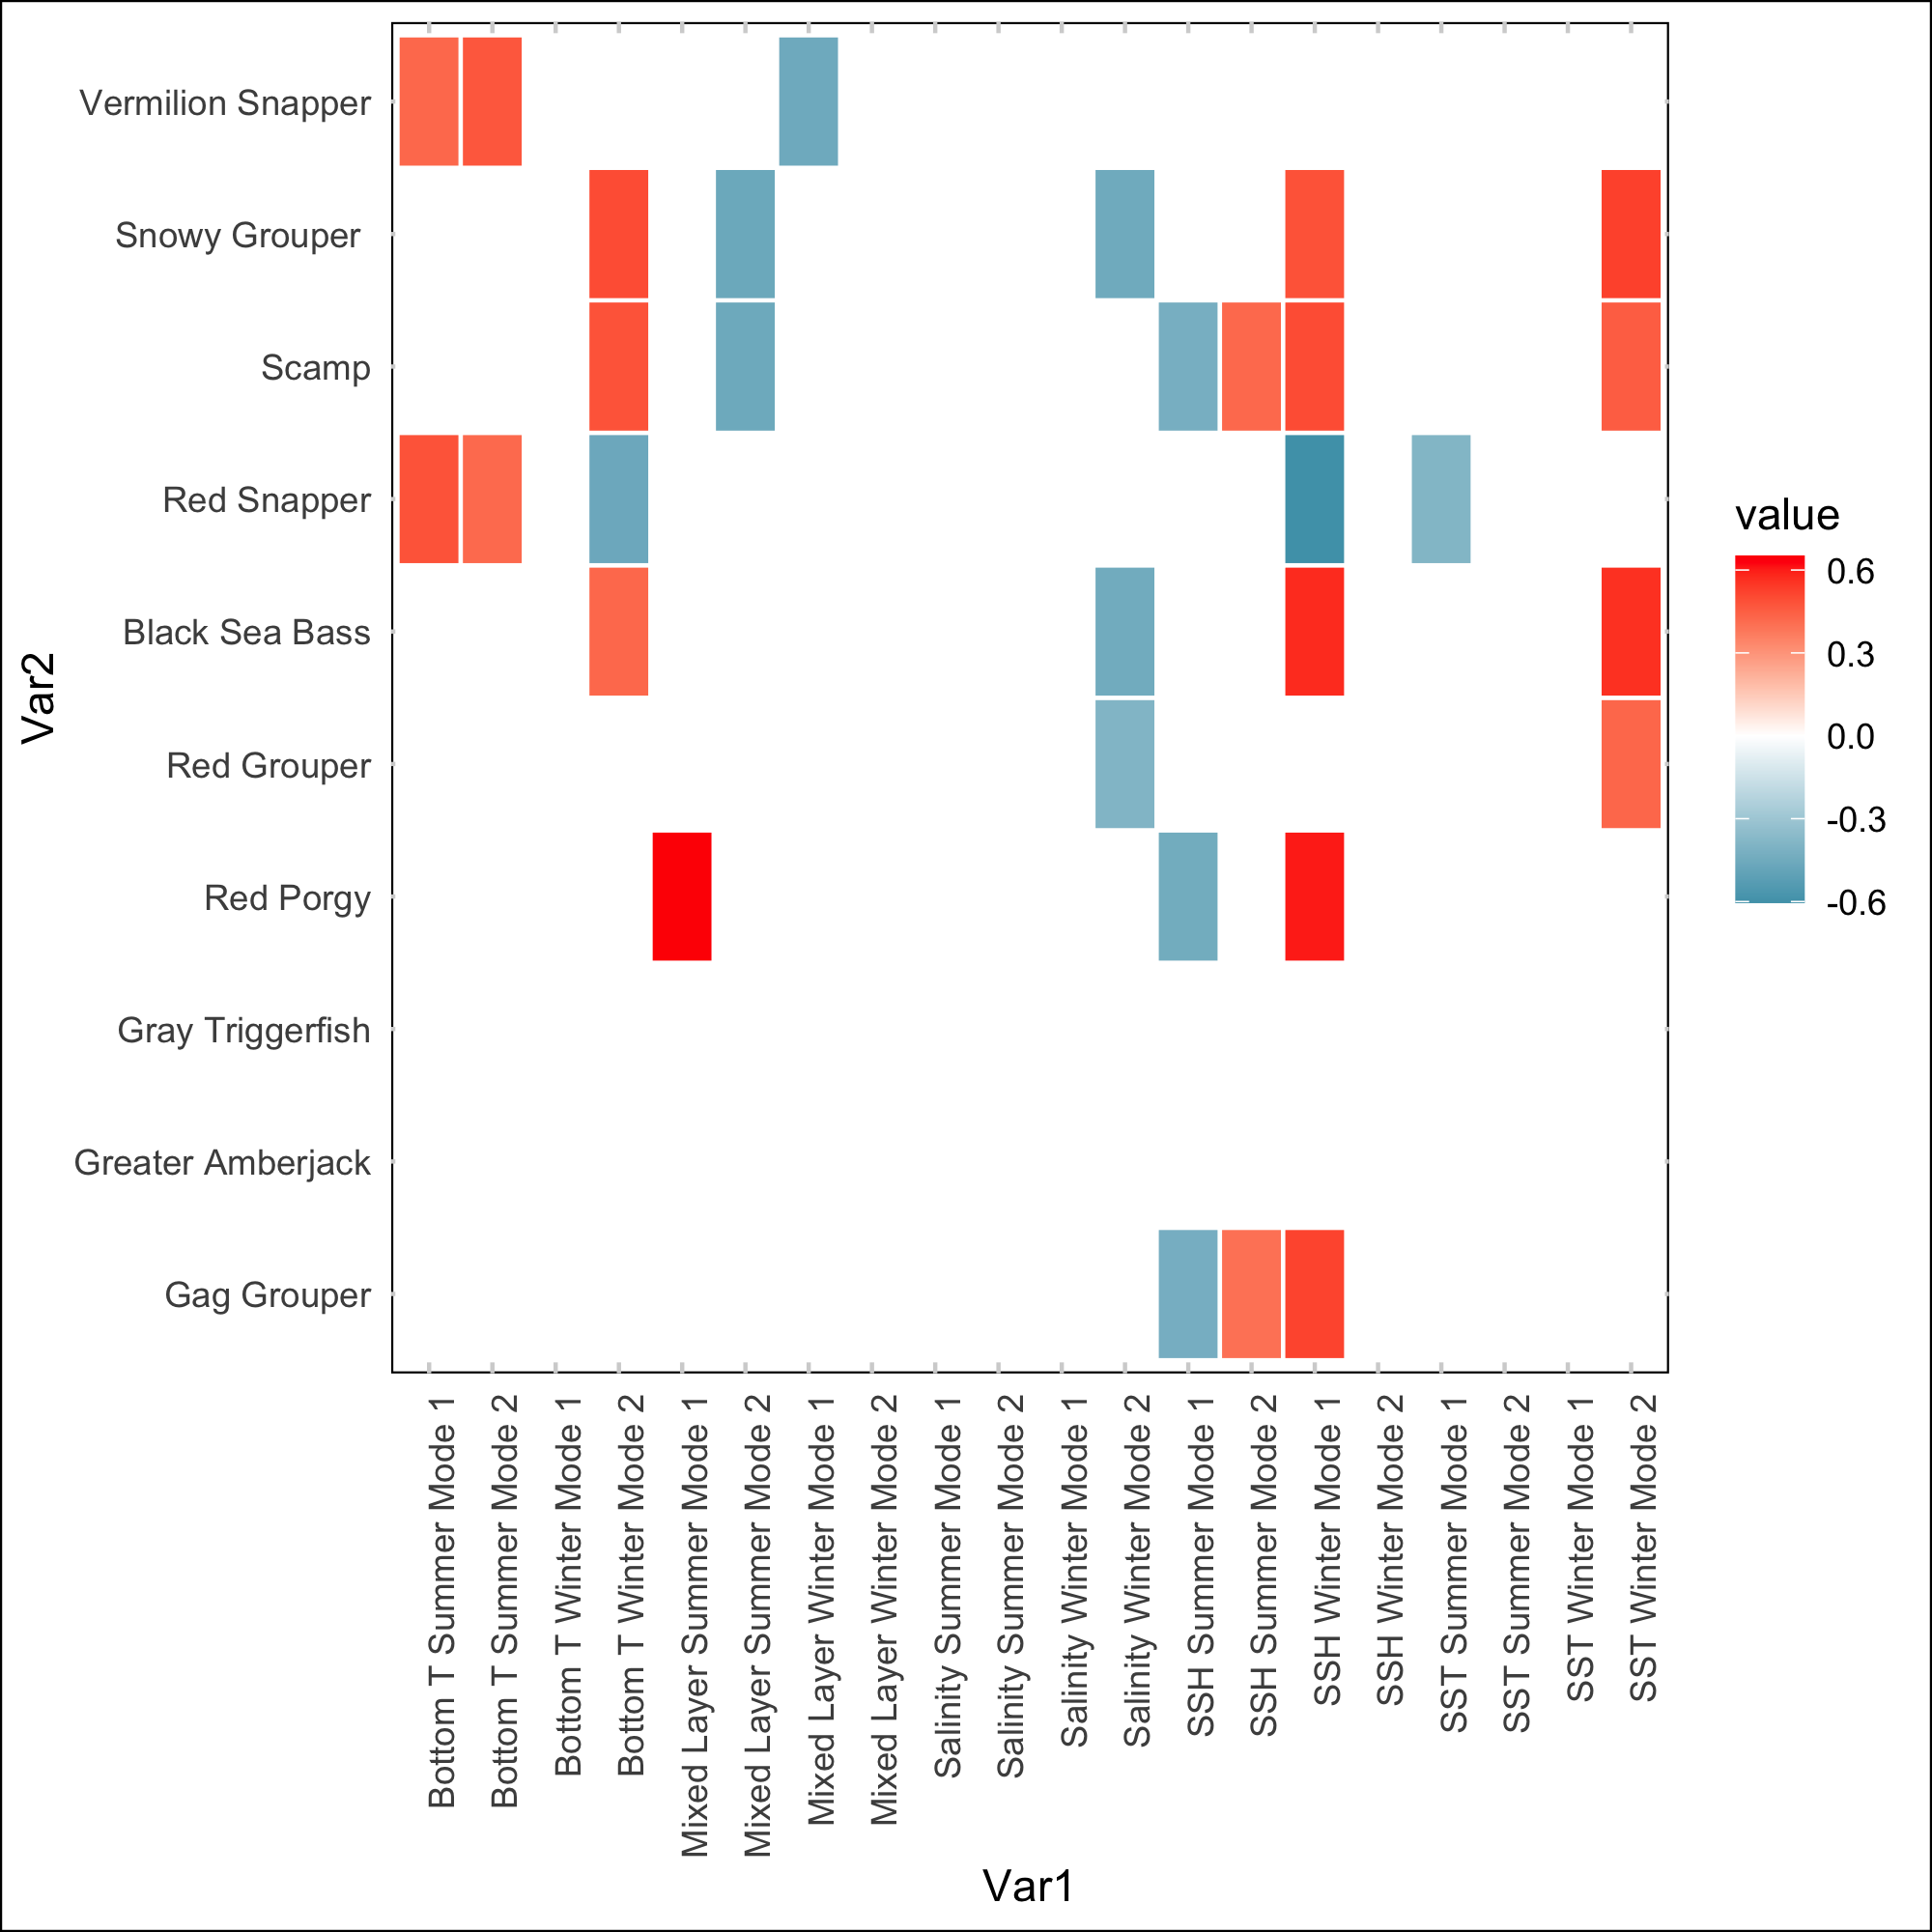 Vermilion Snapper
Snowy Grouper
Scamp
Red Snapper
Black Sea Bass
Red Grouper
Red Porgy
Gray Triggerfish
Greater Amberjack
Gag Grouper
Var2
Bottom T Summer Mode 1
Bottom T Summer Mode 2
Bottom T Winter Mode 1
Bottom T Winter Mode 2
Mixed Layer Summer Mode 1
Mixed Layer Summer Mode 2
Mixed Layer Winter Mode 1
Mixed Layer Winter Mode 2
Salinity Summer Mode 1
Salinity Summer Mode 2
Salinity Winter Mode 1
Salinity Winter Mode 2
SSH Summer Mode 1
SSH Summer Mode 2
SSH Winter Mode 1
SSH Winter Mode 2
SST Summer Mode 1
SST Summer Mode 2
SST Winter Mode 1
SST Winter Mode 2
Var1
value
0.6
0.3
0.0
-0.3
-0.6